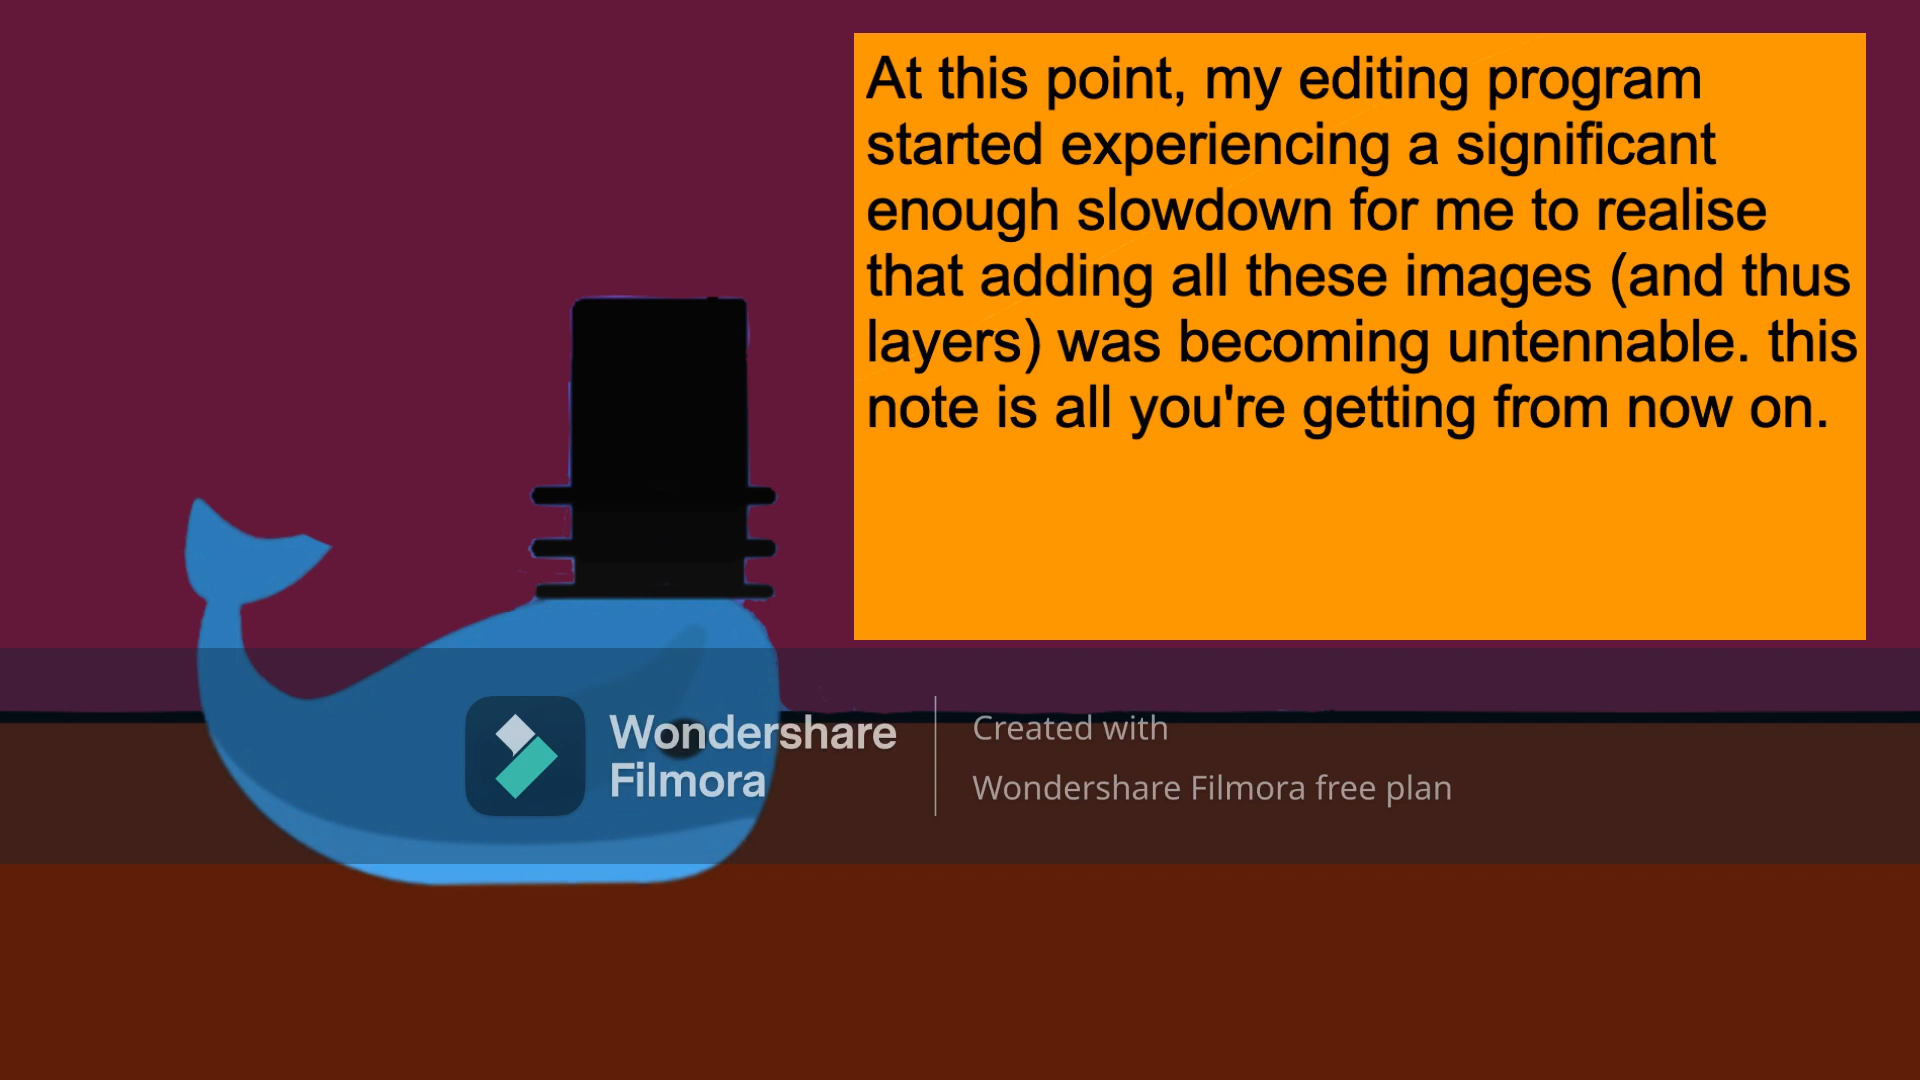 At this point, my editing program
started experiencing a significant
enough slowdown for me to realise
that adding all these images (and thus
layers) was becoming untennable. this
note is all you're getting from now on.
Wondershare
Filmora
Created with
Wondershare Filmora free plan